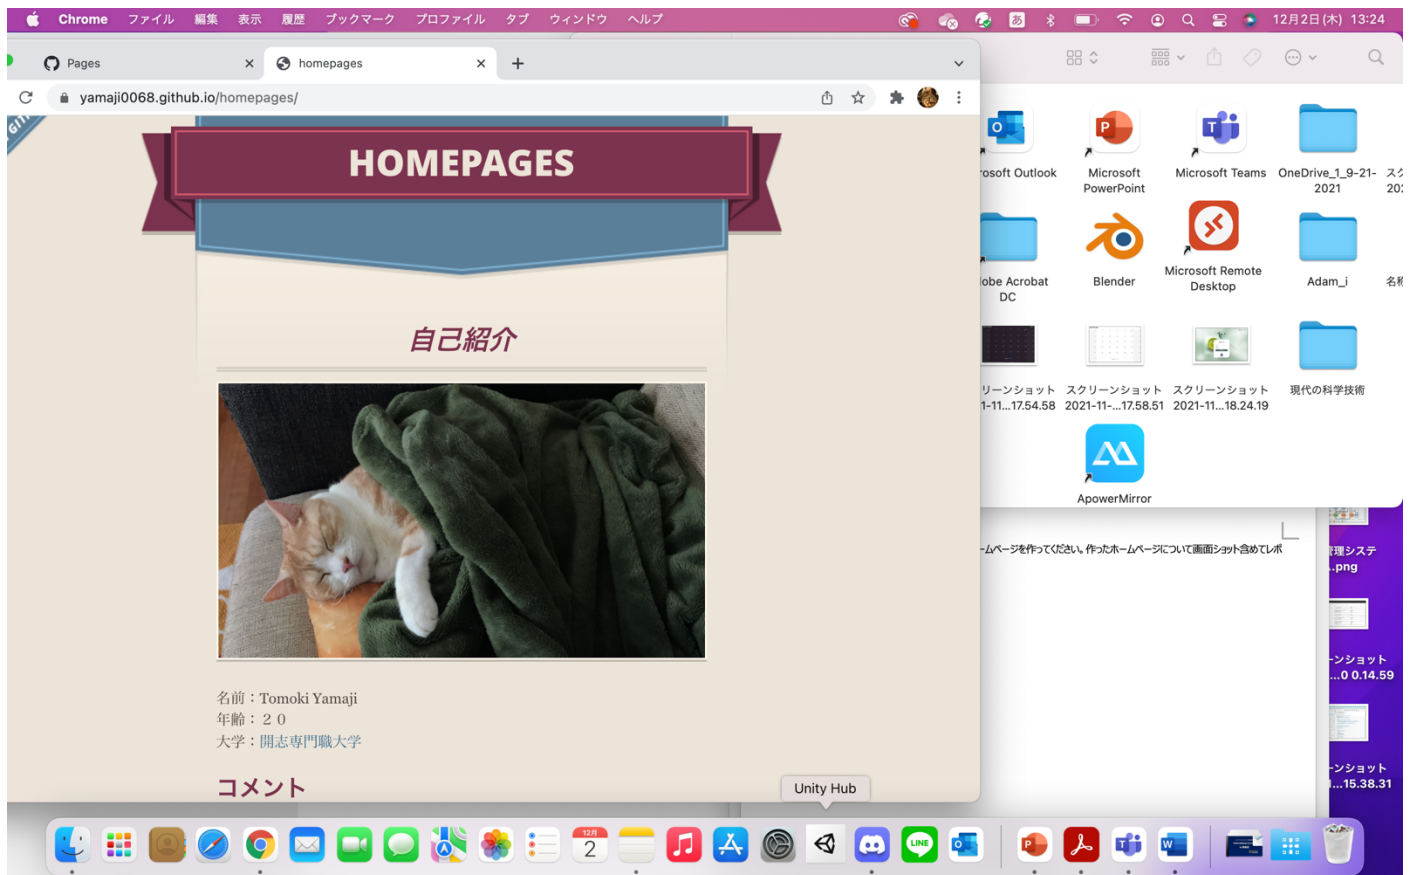 Chrome ファイル 編集 表示 履歴 ブックマーク プロファイル タブ ウィンドウ ヘルプ
あ
12月2日(木) 13:24
Pages
homepages
yamaji0068.github.io/homepages/
HOMEPAGES
自己紹介
名前：Tomoki Yamaji
年齢：２０
大学：開志専門職大学
コメント
rosoft Outlook
Microsoft PowerPoint
Microsoft Teams
OneDrive_1_9-21-2021
obe Acrobat DC
Blender
Microsoft Remote Desktop
Adam_i
リーンショット
1-11...17.54.58
スクリーンショット
2021-11-...17.58.51
スクリーンショット
2021-11...18.24.19
現代の科学技術
ApowerMirror
ームページを作ってください。作ったホームページについて画面ショット含めてレポ
管理システ
.png
ーンショット
...0 0.14.59
ーンショット
1...15.38.31
Unity Hub
12月
2
LINE